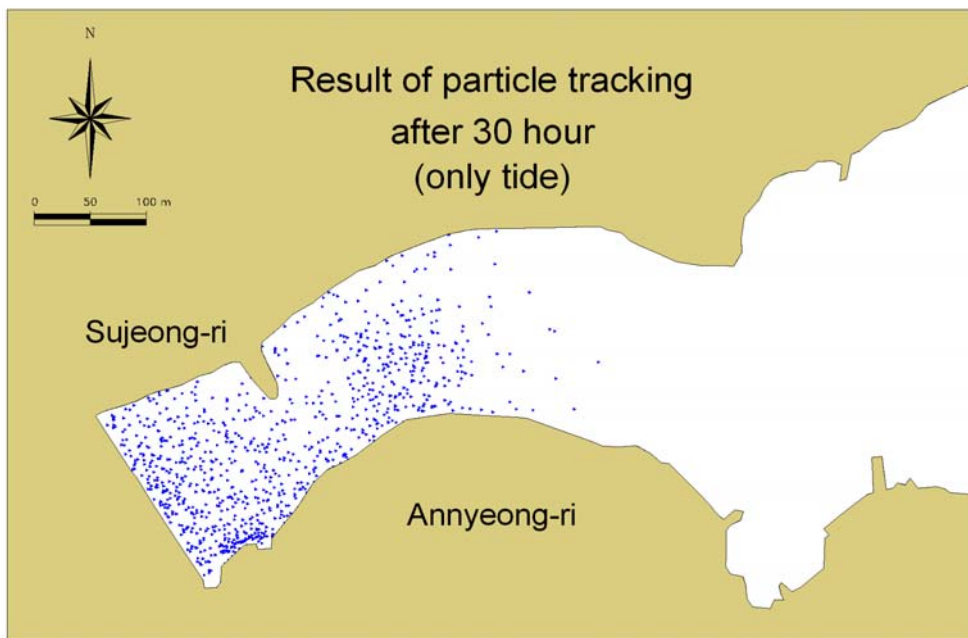 N
Result of particle tracking
after 30 hour
(only tide)
0 50 100 m
Sujeong-ri
Annyeong-ri